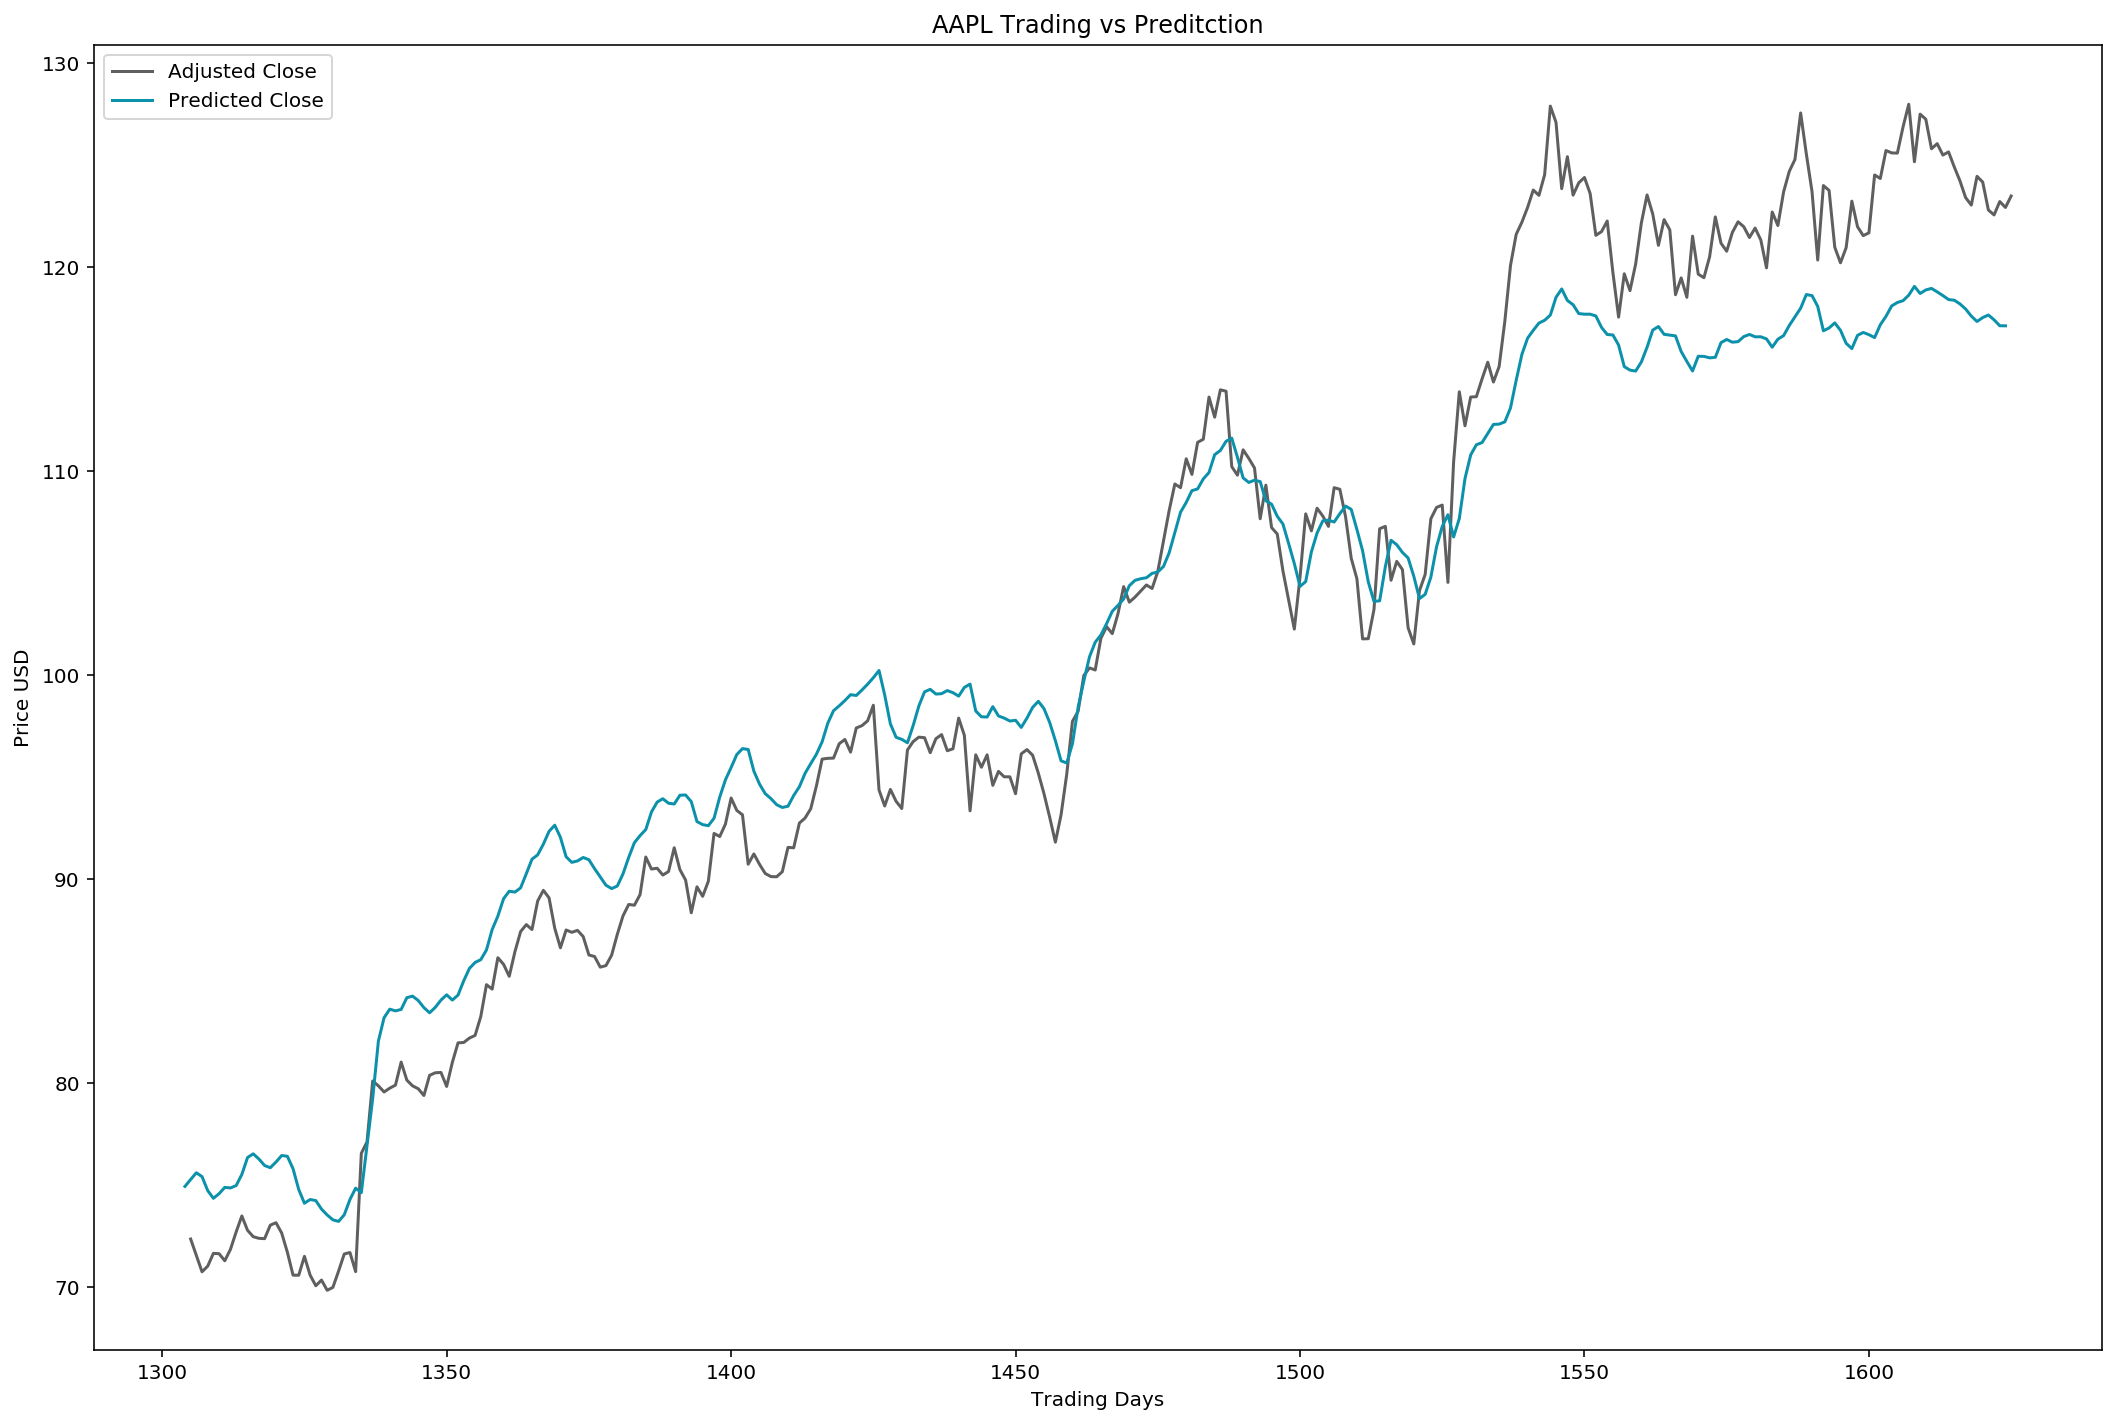 AAPL Trading vs Preditction
Adjusted Close
Predicted Close
130
120
110
100
90
80
70
Price USD
1300 1350 1400 1450 1500 1550 1600
Trading Days